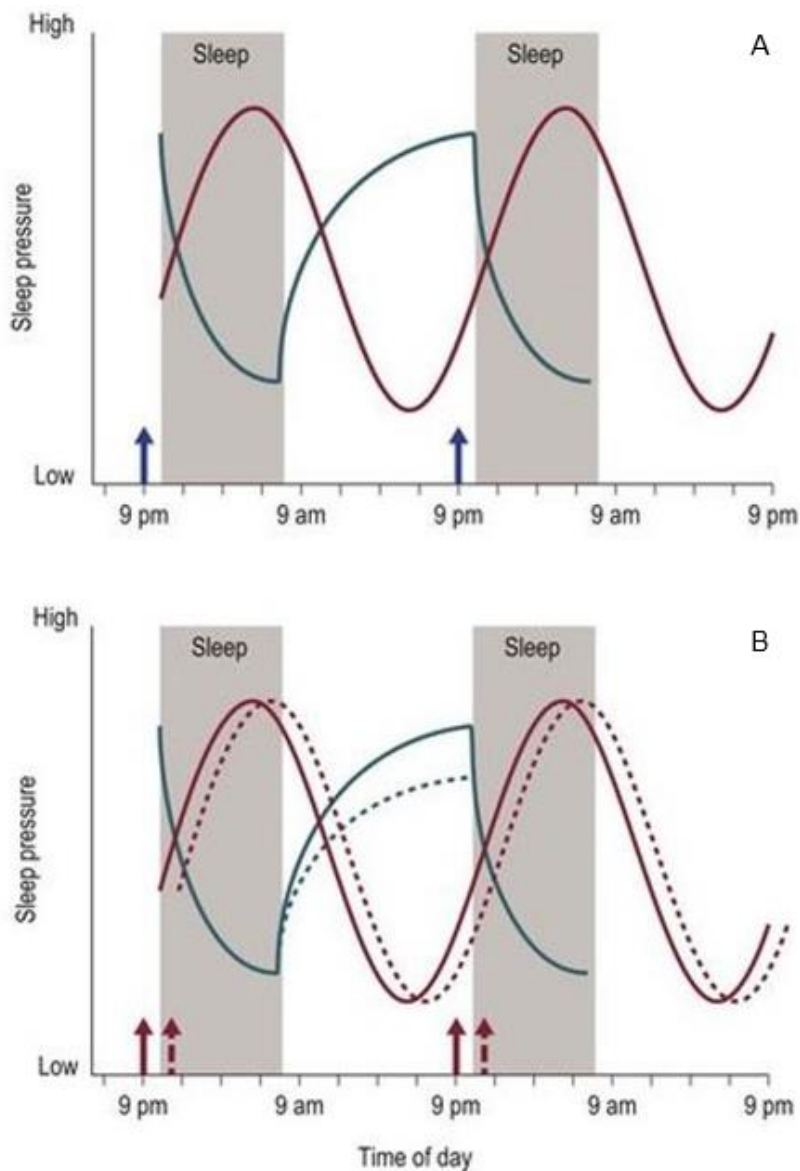 High
Sleep Sleep A
Sleep pressure
Low
9 pm 9 am 9 pm 9 am 9 pm
High
Sleep Sleep B
Sleep pressure
Low
9 pm 9 am 9 pm 9 am 9 pm
Time of day